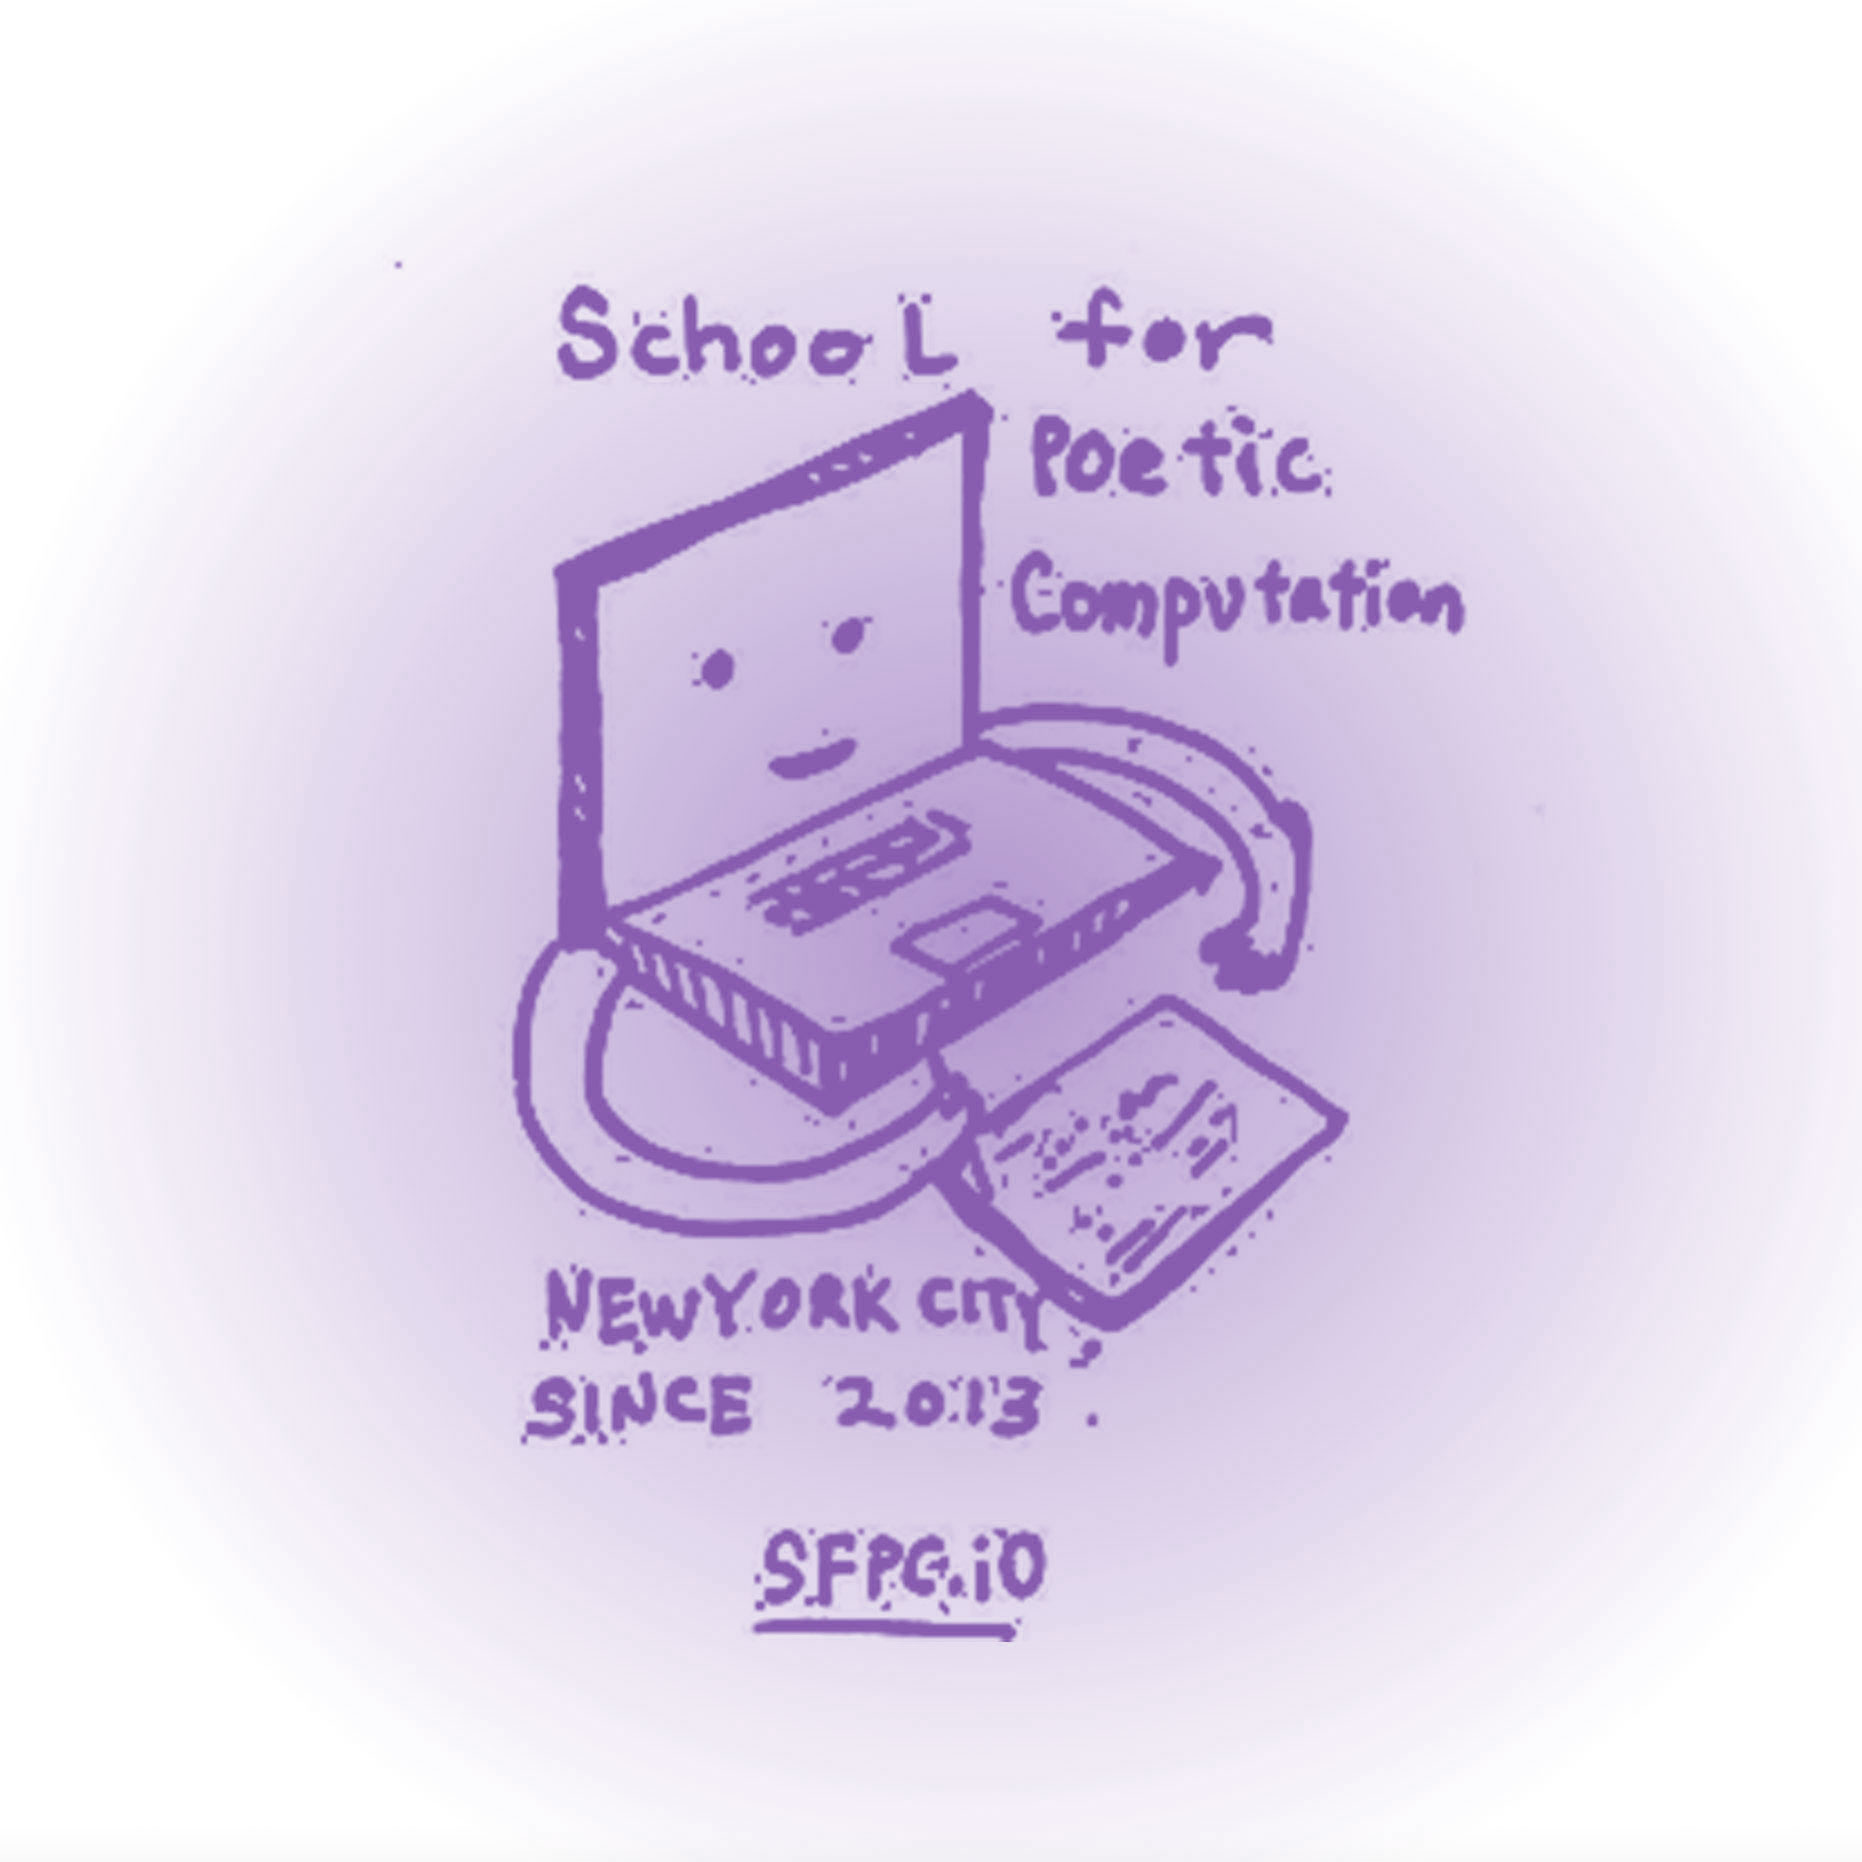 SchooL for
Poetic
Computation
NEWYORK CITY,
SINCE 2013.
SFPC.iO